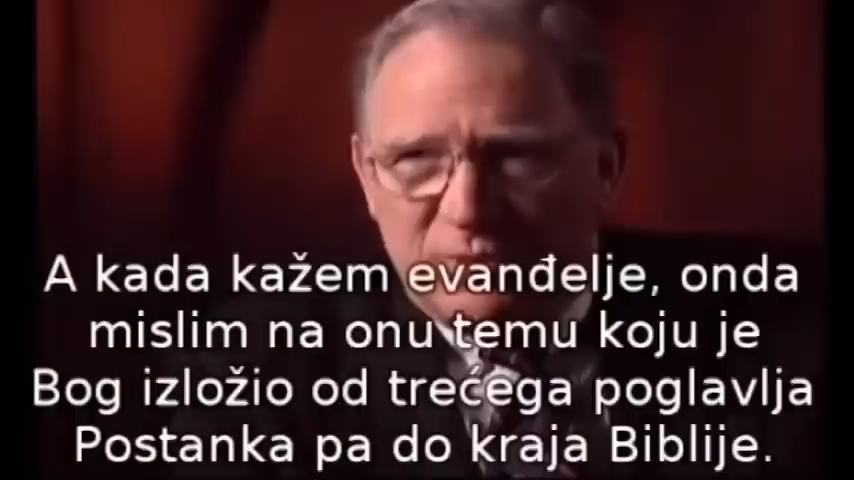 A kada kažem evanđelje, onda
mislim na onu temu koju je
Bog izložio od trećega poglavlja
Postanka pa do kraja Biblije.